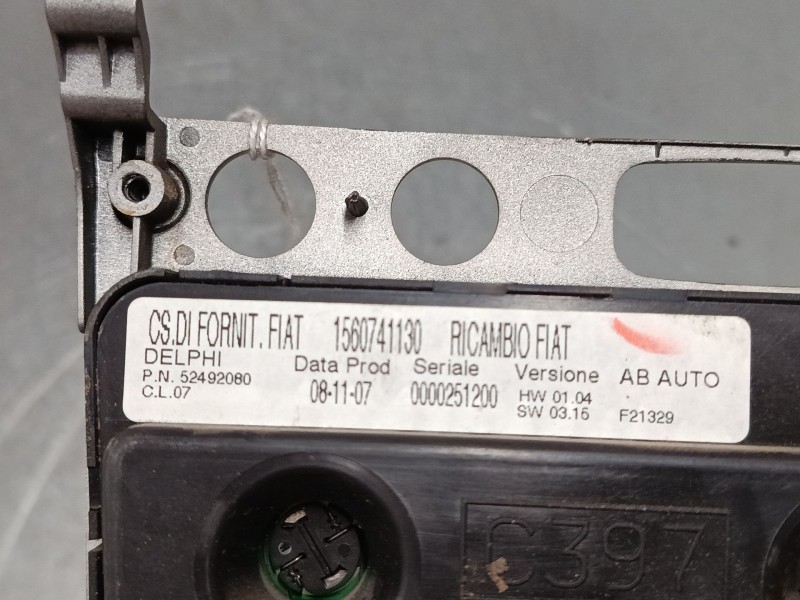 CS.DI FORNIT. FIAT 1560741130 RICAMBIO FIAT
DELPHI Data Prod Seriale Versione AB AUTO
P.N. 52492080 08-11-07 0000251200 HW 01.04
C.L.07 SW 03.15 F21329
C397